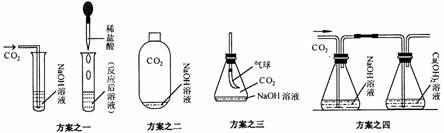 CO2
NaOH溶液
稀盐酸
（反应后溶液）
方案之一
CO2
NaOH溶液
方案之二
气球
CO2
NaOH溶液
方案之三
CO2
NaOH溶液
Ca(OH)2溶液
方案之四